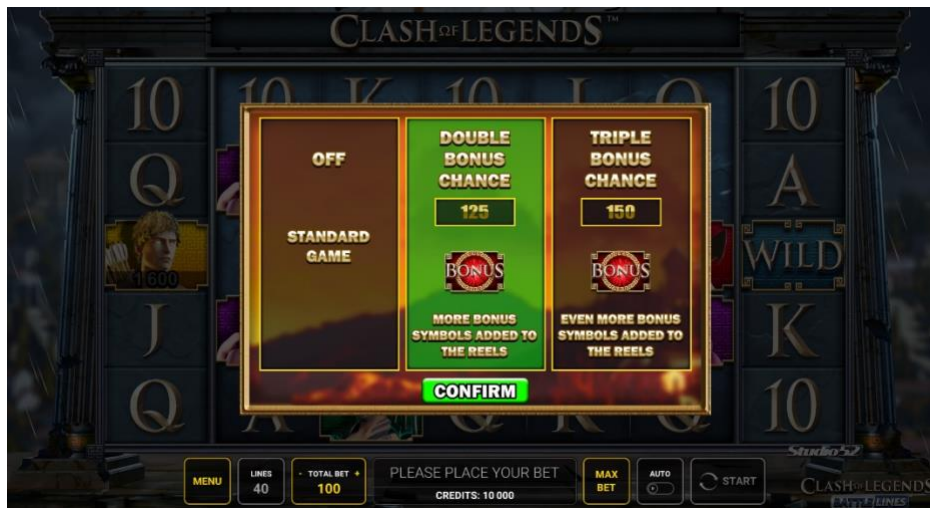 CLASH OF LEGENDS™
10
10
K
10
J
Q
10
Q
A
x1 600
WILD
J
K
Q
A
K
Q
10
OFF
STANDARD
GAME
DOUBLE
BONUS
CHANCE
125
BONUS
MORE BONUS
SYMBOLS ADDED TO
THE REELS
TRIPLE
BONUS
CHANCE
150
BONUS
EVEN MORE BONUS
SYMBOLS ADDED TO
THE REELS
CONFIRM
Studio52
MENU
LINES
40
- TOTAL BET +
100
PLEASE PLACE YOUR BET
CREDITS: 10 000
MAX
BET
AUTO
START
CLASH OF LEGENDS
BATTLE LINES